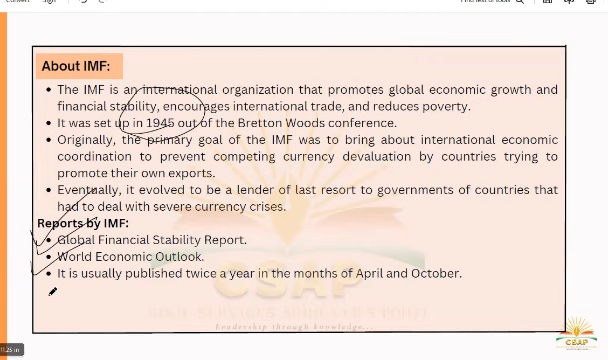 About IMF:
• The IMF is an international organization that promotes global economic growth and
financial stability, encourages international trade, and reduces poverty.
• It was set up in 1945 out of the Bretton Woods conference.
• Originally, the primary goal of the IMF was to bring about international economic
coordination to prevent competing currency devaluation by countries trying to
promote their own exports.
• Eventually, it evolved to be a lender of last resort to governments of countries that
had to deal with severe currency crises.
Reports by IMF:
• Global Financial Stability Report.
• World Economic Outlook.
• It is usually published twice a year in the months of April and October.
CSAP
Leadership through knowledge...
CSAP